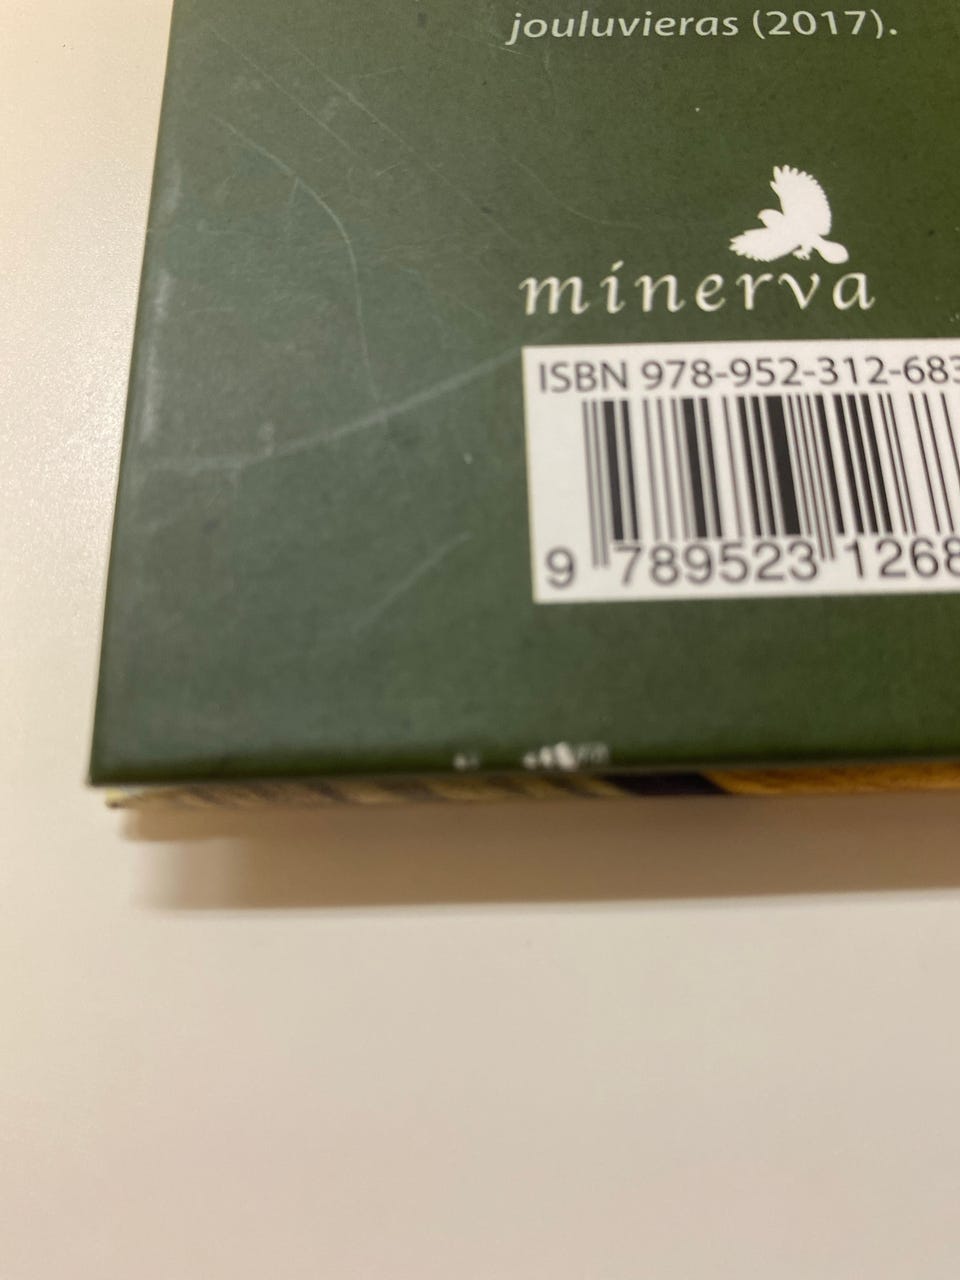 jouluvieras (2017).
minerva
ISBN 978-952-312-683
9 789523 1268